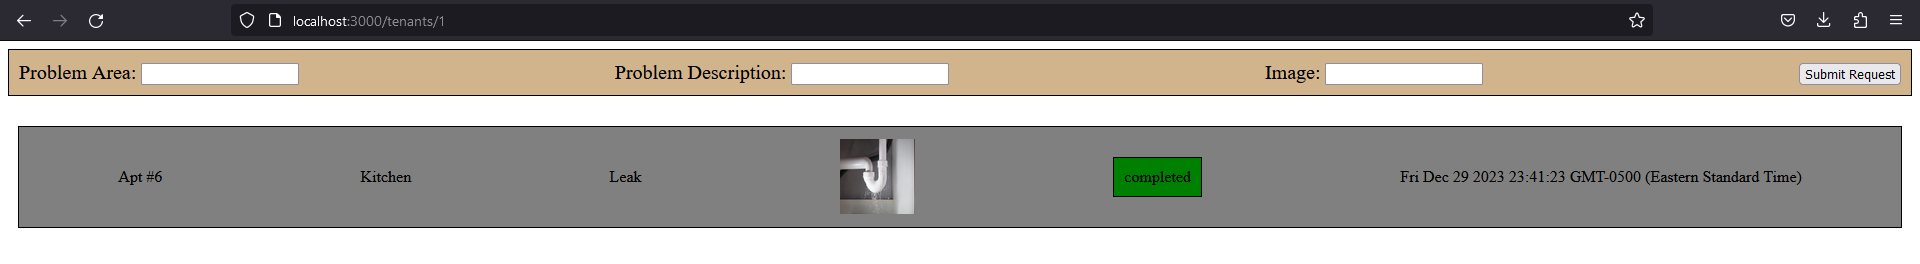 localhost:3000/tenants/1
Problem Area: Problem Description: Image: Submit Request
Apt #6 Kitchen Leak completed Fri Dec 29 2023 23:41:23 GMT-0500 (Eastern Standard Time)